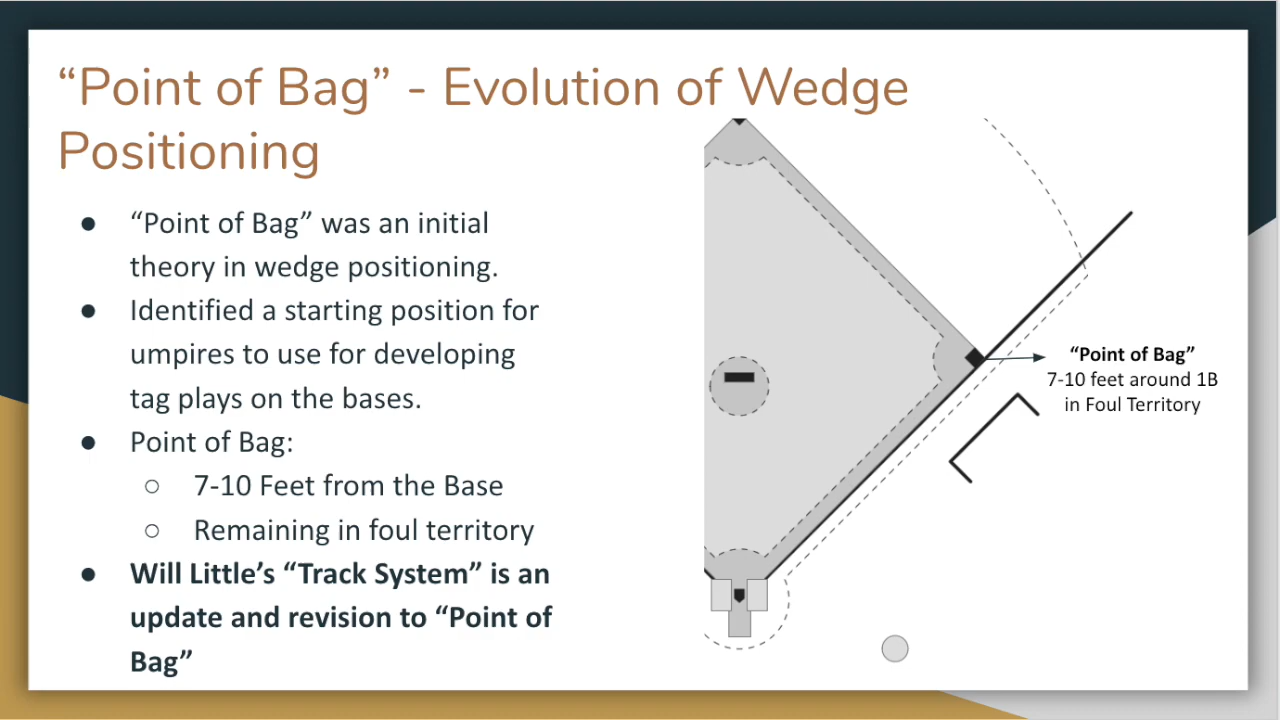 “Point of Bag” - Evolution of Wedge
Positioning
● “Point of Bag” was an initial
theory in wedge positioning.
● Identified a starting position for
umpires to use for developing
tag plays on the bases.
● Point of Bag:
○ 7-10 Feet from the Base
○ Remaining in foul territory
● Will Little’s “Track System” is an
update and revision to “Point of
Bag”
“Point of Bag”
7-10 feet around 1B
in Foul Territory